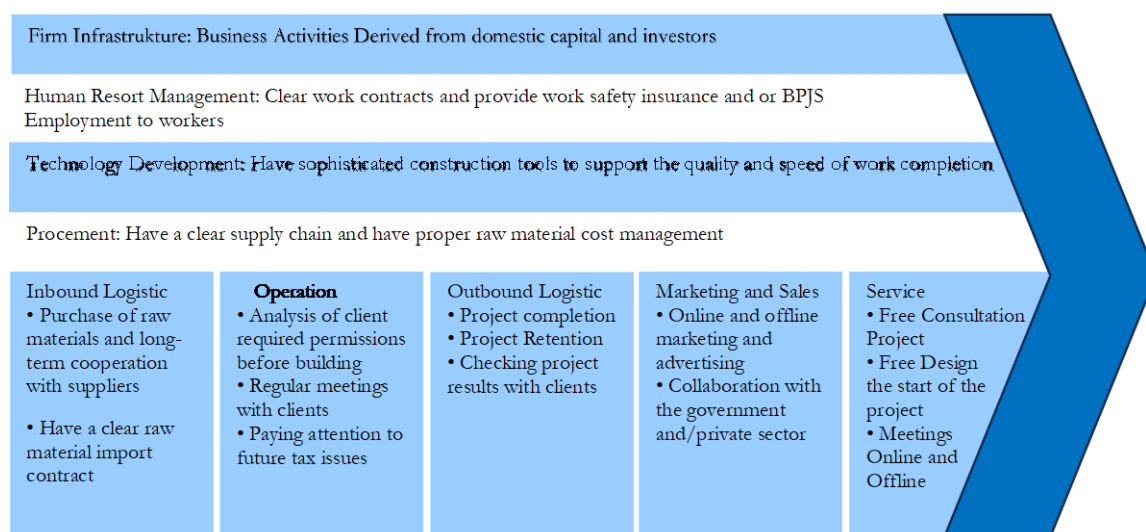 Firm Infrastrukture: Business Activities Derived from domestic capital and investors
Human Resort Management: Clear work contracts and provide work safety insurance and or BPJS
Employment to workers
Technology Development: Have sophisticated construction tools to support the quality and speed of work completion
Procement: Have a clear supply chain and have proper raw material cost management
Inbound Logistic
• Purchase of raw
materials and long-
term cooperation
with suppliers
• Have a clear raw
material import
contract
Operation
• Analysis of client
required permissions
before building
• Regular meetings
with clients
• Paying attention to
future tax issues
Outbound Logistic
• Project completion
• Project Retention
• Checking project
results with clients
Marketing and Sales
• Online and offline
marketing and
advertising
• Collaboration with
the government
and/private sector
Service
• Free Consultation
Project
• Free Design
the start of the
project
• Meetings
Online and
Offline